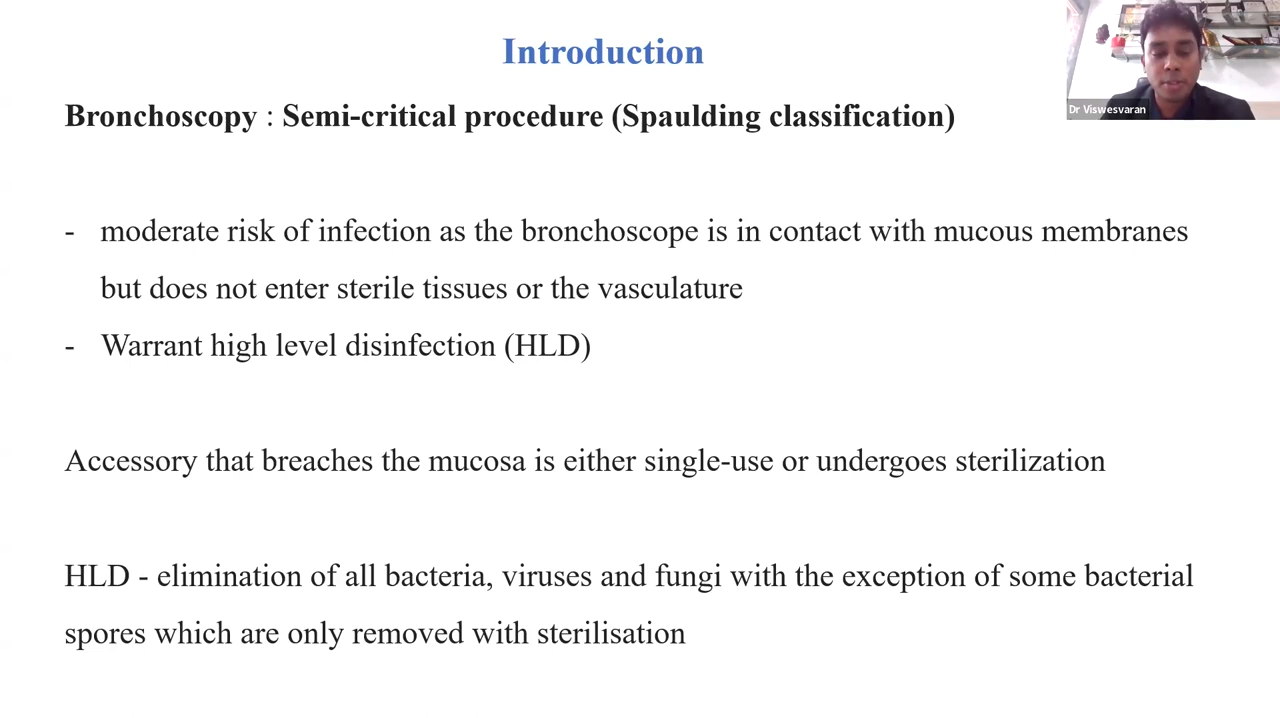 Introduction
Dr Viswesvaran
Bronchoscopy : Semi-critical procedure (Spaulding classification)
- moderate risk of infection as the bronchoscope is in contact with mucous membranes
but does not enter sterile tissues or the vasculature
- Warrant high level disinfection (HLD)
Accessory that breaches the mucosa is either single-use or undergoes sterilization
HLD - elimination of all bacteria, viruses and fungi with the exception of some bacterial
spores which are only removed with sterilisation